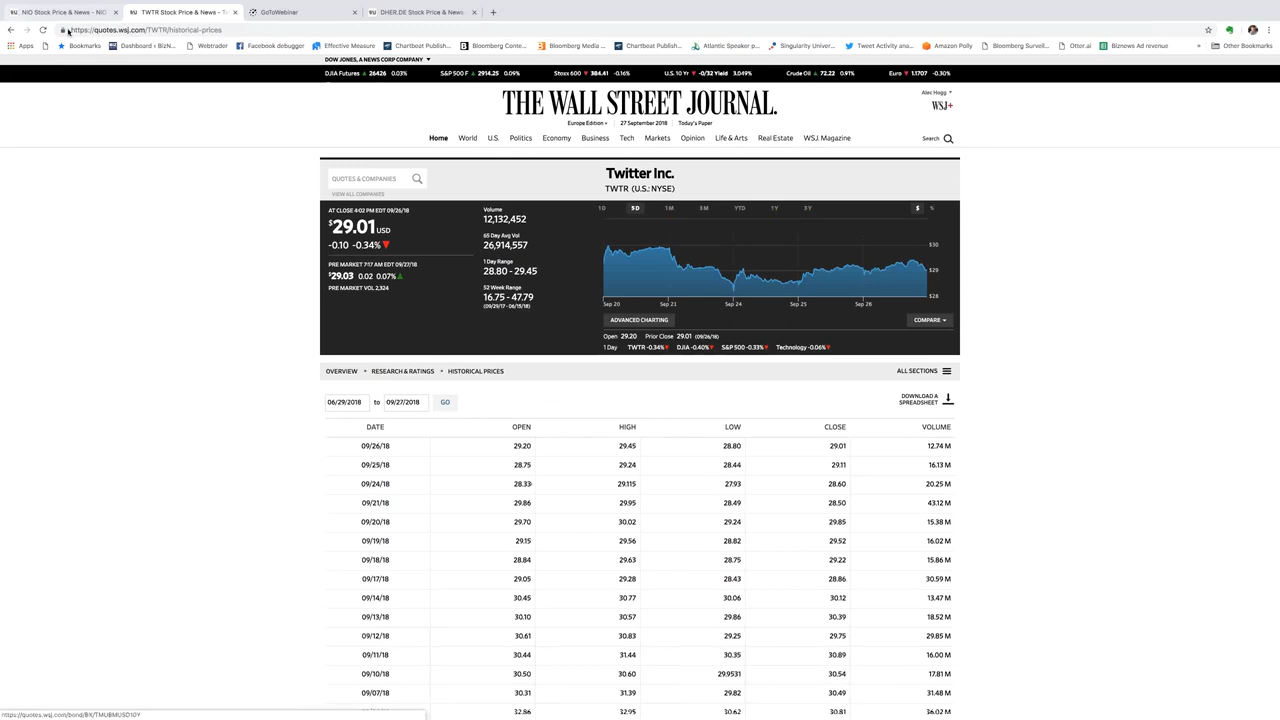 NIO Stock Price & News - NIO
TWTR Stock Price & News - T
GoToWebinar
DHER.DE Stock Price & News
https://quotes.wsj.com/TWTR/historical-prices
Apps Bookmarks Dashboard ‹ BizN... Webtrader Facebook debugger Effective Measure Chartbeat Publish... Bloomberg Conte... Bloomberg Media ... Chartbeat Publish... Atlantic Speaker p... Singularity Univer... Tweet Activity ana... Amazon Polly Bloomberg Surveil... Otter.ai Biznews Ad revenue » Other Bookmarks
DOW JONES, A NEWS CORP COMPANY
DJIA Futures 26426 0.03% S&P 500 F 2914.25 0.09% Stoxx 600 384.41 -0.16% U.S. 10 Yr -0/32 Yield 3.049% Crude Oil 72.22 0.91% Euro 1.1707 -0.30%
THE WALL STREET JOURNAL.
Alec Hogg
WSJ+
Europe Edition 27 September 2018 Today's Paper
Home World U.S. Politics Economy Business Tech Markets Opinion Life & Arts Real Estate WSJ. Magazine Search
QUOTES & COMPANIES
VIEW ALL COMPANIES
Twitter Inc.
TWTR (U.S.: NYSE)
AT CLOSE 4:02 PM EDT 09/26/18
$29.01 USD
-0.10 -0.34%
PRE MARKET 7:17 AM EDT 09/27/18
$29.03 0.02 0.07%
PRE MARKET VOL 2,324
Volume
12,132,452
65 Day Avg Vol
26,914,557
1 Day Range
28.80 - 29.45
52 Week Range
16.75 - 47.79
(09/29/17 - 06/15/18)
1D 5D 1M 3M YTD 1Y 3Y $ %
$30
$29
$28
Sep 20 Sep 21 Sep 24 Sep 25 Sep 26
ADVANCED CHARTING COMPARE
Open 29.20 Prior Close 29.01 (09/26/18)
1 Day TWTR -0.34% DJIA -0.40% S&P 500 -0.33% Technology -0.06%
OVERVIEW • RESEARCH & RATINGS • HISTORICAL PRICES ALL SECTIONS
06/29/2018 to 09/27/2018 GO
DOWNLOAD A
SPREADSHEET
DATE OPEN HIGH LOW CLOSE VOLUME
09/26/18 29.20 29.45 28.80 29.01 12.74 M
09/25/18 28.75 29.24 28.44 29.11 16.13 M
09/24/18 28.33 29.115 27.93 28.60 20.25 M
09/21/18 29.86 29.95 28.49 28.50 43.12 M
09/20/18 29.70 30.02 29.24 29.85 15.38 M
09/19/18 29.15 29.56 28.82 29.52 16.02 M
09/18/18 28.84 29.63 28.75 29.22 15.86 M
09/17/18 29.05 29.28 28.43 28.86 30.59 M
09/14/18 30.45 30.77 30.06 30.12 13.47 M
09/13/18 30.10 30.57 29.86 30.39 18.52 M
09/12/18 30.61 30.83 29.25 29.75 29.85 M
09/11/18 30.44 31.44 30.35 30.89 16.00 M
09/10/18 30.50 30.60 29.9531 30.54 17.81 M
09/07/18 30.31 31.39 29.82 30.49 31.48 M
32.86 32.95 30.62 30.81 36.02 M
https://quotes.wsj.com/bond/BX/TMUBMUSD10Y